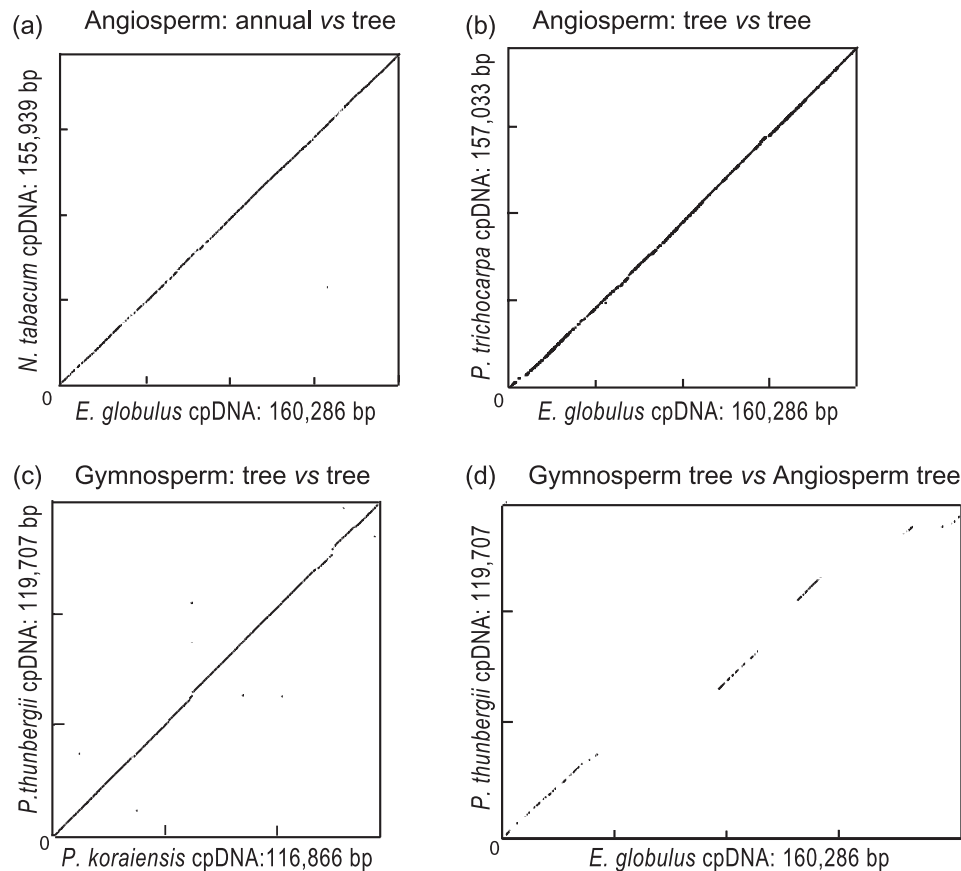 (a) Angiosperm: annual vs tree
N. tabacum cpDNA: 155,939 bp
0
E. globulus cpDNA: 160,286 bp
(b) Angiosperm: tree vs tree
P. trichocarpa cpDNA: 157,033 bp
0
E. globulus cpDNA: 160,286 bp
(c) Gymnosperm: tree vs tree
P.thunbergii cpDNA: 119,707 bp
0
P. koraiensis cpDNA:116,866 bp
(d) Gymnosperm tree vs Angiosperm tree
P. thunbergii cpDNA: 119,707
0
E. globulus cpDNA: 160,286 bp